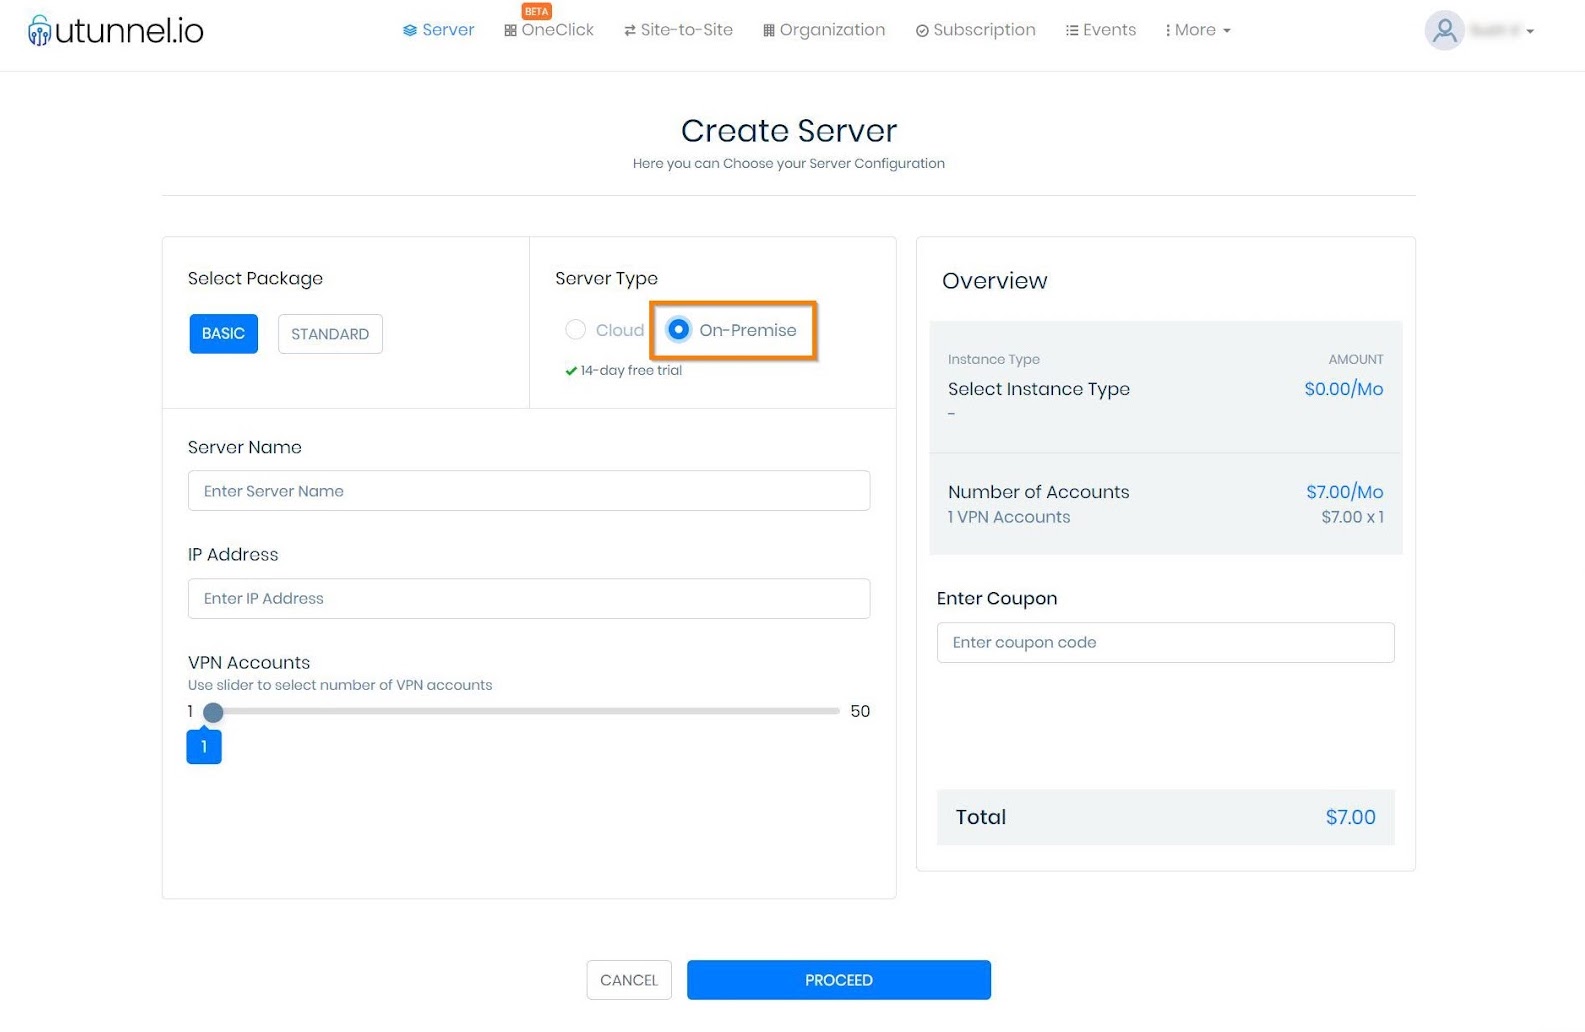 utunnel.io
Server
BETA
OneClick
Site-to-Site
Organization
Subscription
Events
More
Create Server
Here you can Choose your Server Configuration
Select Package
BASIC
STANDARD
Server Type
Cloud
On-Premise
14-day free trial
Server Name
Enter Server Name
IP Address
Enter IP Address
VPN Accounts
Use slider to select number of VPN accounts
1
50
1
Overview
Instance Type AMOUNT
Select Instance Type $0.00/Mo
-
Number of Accounts $7.00/Mo
1 VPN Accounts $7.00 x 1
Enter Coupon
Enter coupon code
Total $7.00
CANCEL
PROCEED